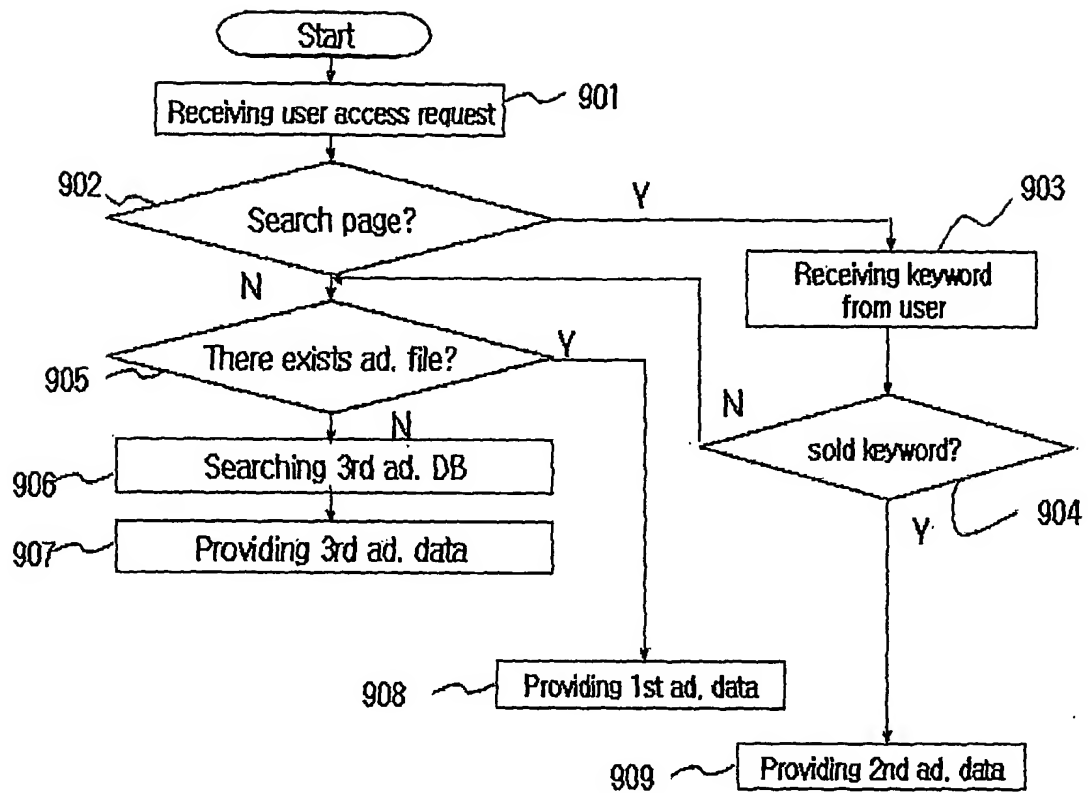 Start
Receiving user access request
901
902
Search page?
Y
903
Receiving keyword
from user
N
There exists ad. file?
Y
905
N
sold keyword?
904
N
Y
Searching 3rd ad. DB
906
Providing 3rd ad. data
907
Providing 1st ad. data
908
Providing 2nd ad. data
909